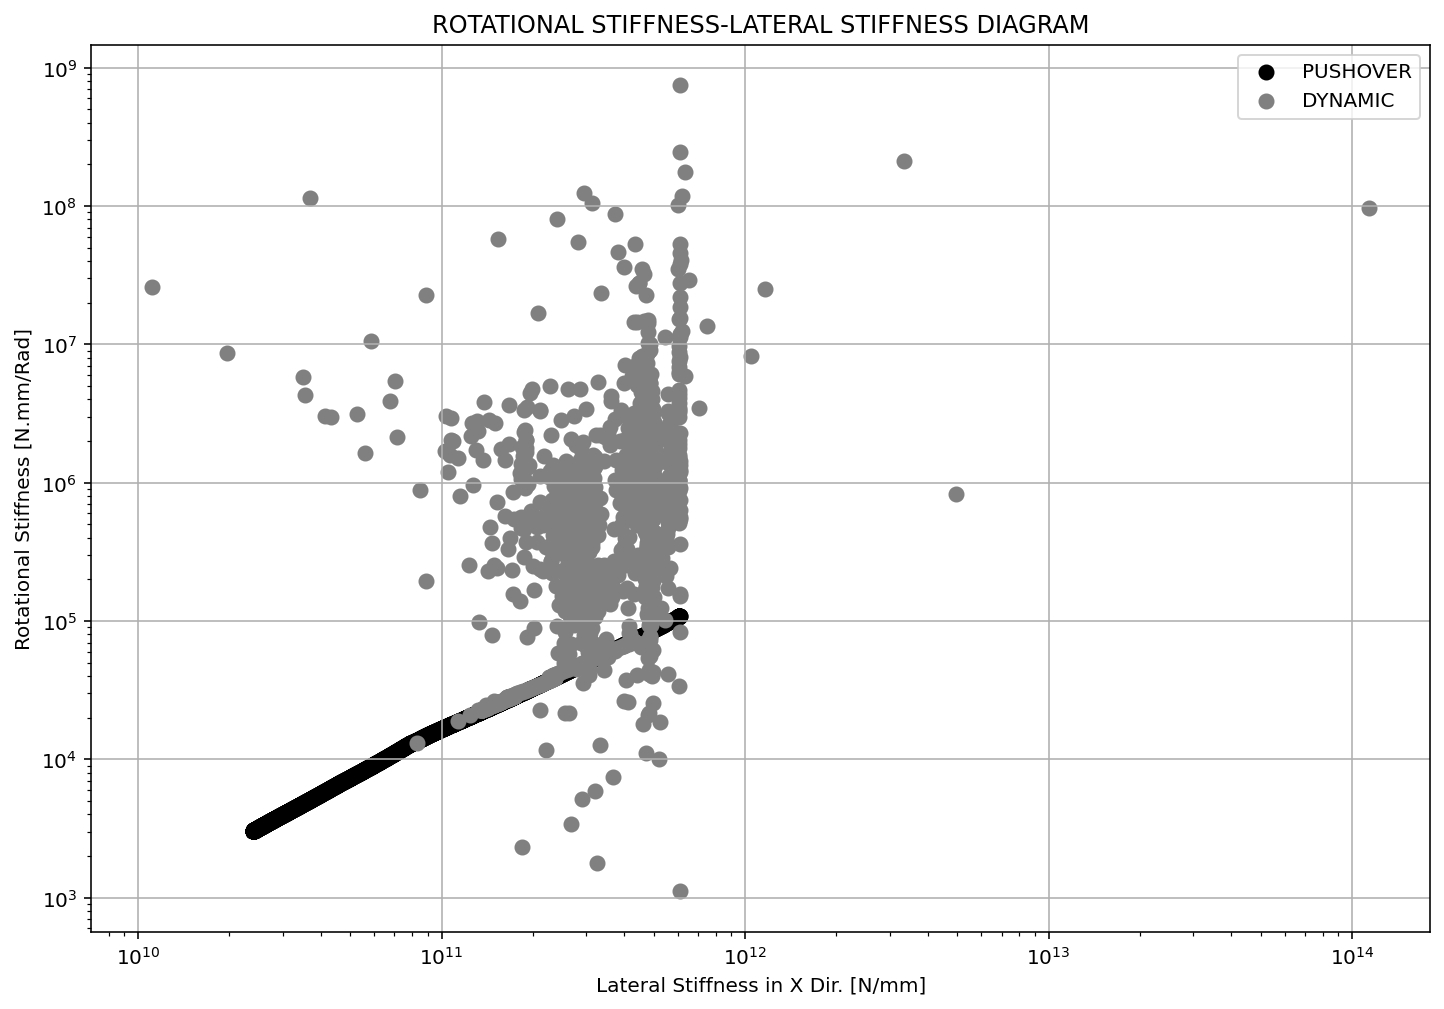 ROTATIONAL STIFFNESS-LATERAL STIFFNESS DIAGRAM
PUSHOVER
DYNAMIC
Rotational Stiffness [N.mm/Rad]
10⁹
10⁸
10⁷
10⁶
10⁵
10⁴
10³
10¹⁰ 10¹¹ 10¹² 10¹³ 10¹⁴
Lateral Stiffness in X Dir. [N/mm]